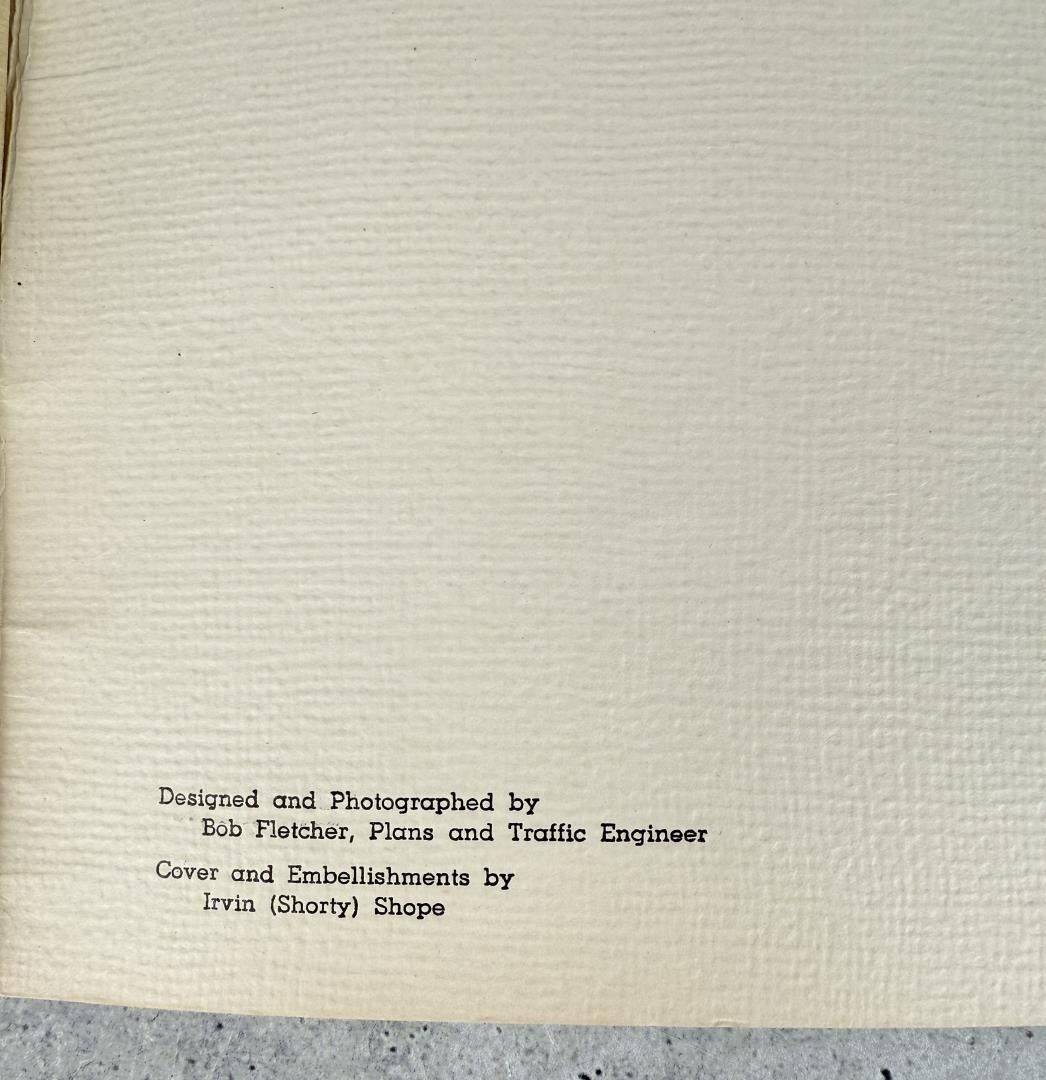 Designed and Photographed by
Bob Fletcher, Plans and Traffic Engineer
Cover and Embellishments by
Irvin (Shorty) Shope